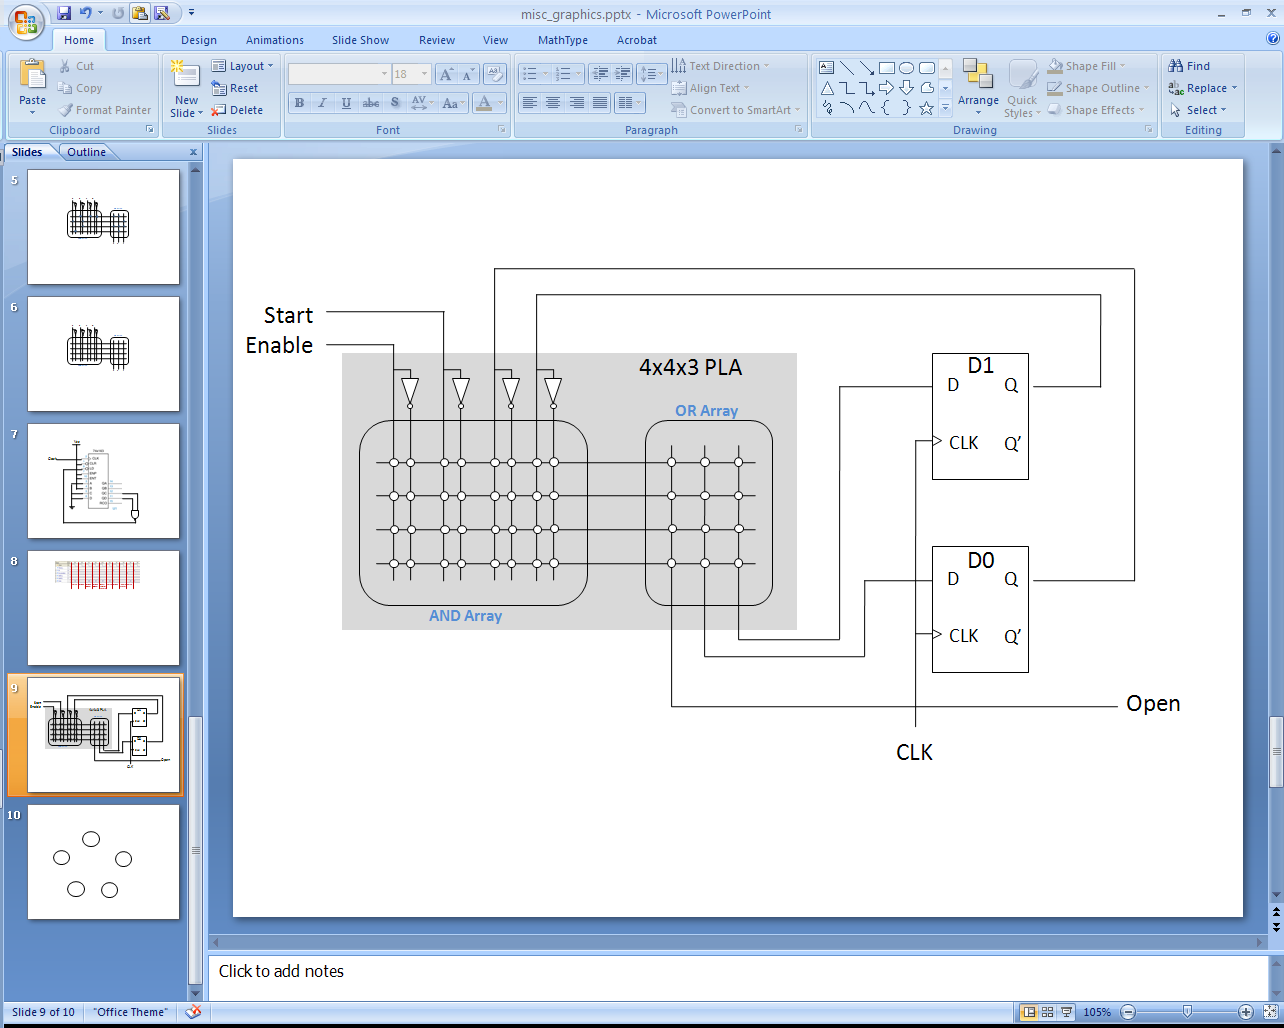 misc_graphics.pptx - Microsoft PowerPoint
Home Insert Design Animations Slide Show Review View MathType Acrobat
Paste
Cut
Copy
Format Painter
Clipboard
New
Slide
Layout
Reset
Delete
Slides
18
B I U abc S AV Aa A
Font
Text Direction
Align Text
Convert to SmartArt
Paragraph
Arrange
Quick
Styles
Shape Fill
Shape Outline
Shape Effects
Drawing
Find
Replace
Select
Editing
Slides Outline x
5
6
7
8
9
10
Start
Enable
4x4x3 PLA
OR Array
AND Array
D1
D Q
CLK Q’
D0
D Q
CLK Q’
Open
CLK
Click to add notes
Slide 9 of 10 "Office Theme" 105%